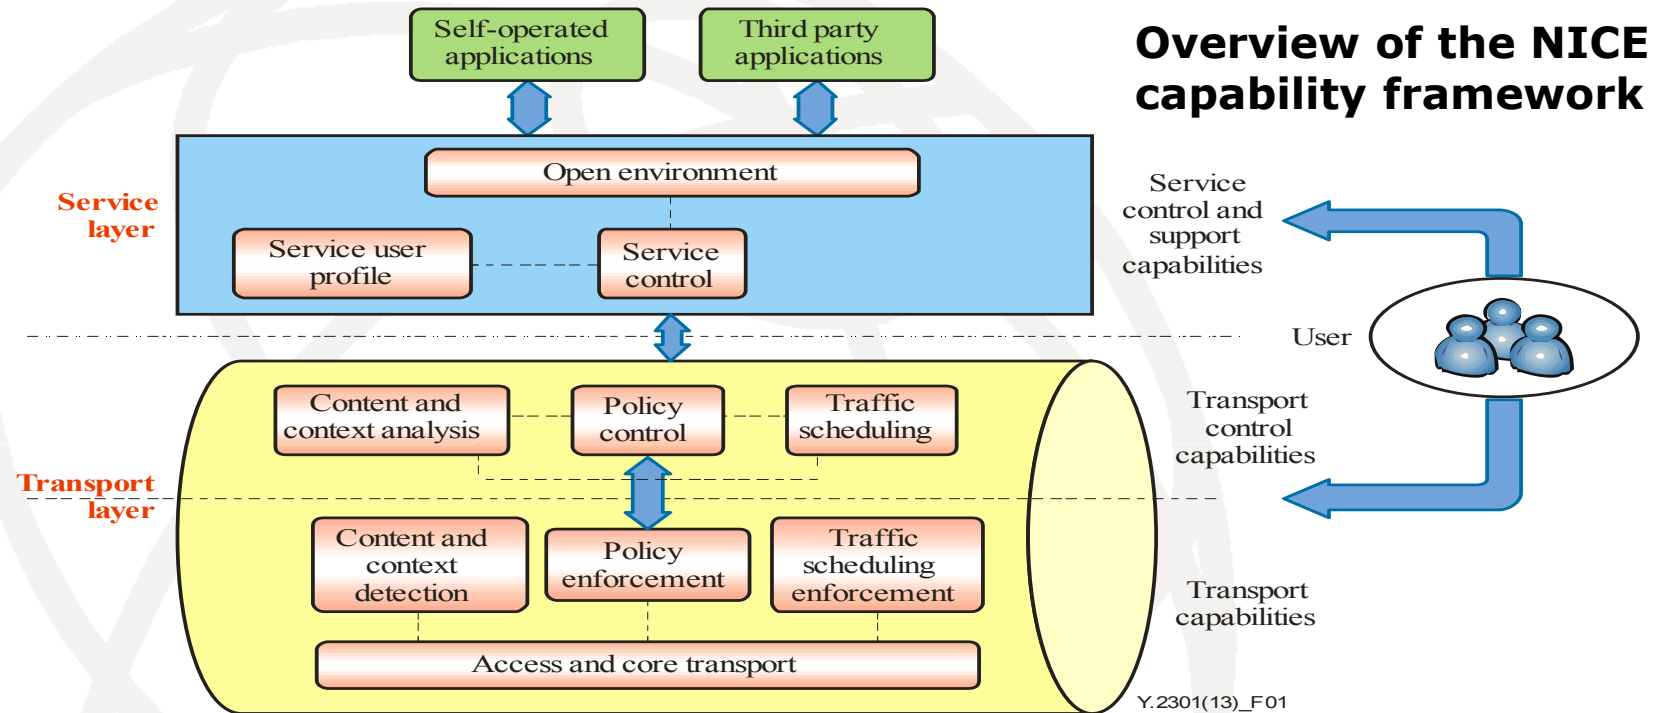 Overview of the NICE
capability framework
Self-operated
applications
Third party
applications
Open environment
Service
layer
Service user
profile
Service
control
Service
control and
support
capabilities
User
Content and
context analysis
Policy
control
Traffic
scheduling
Transport
control
capabilities
Transport
layer
Content and
context
detection
Policy
enforcement
Traffic
scheduling
enforcement
Transport
capabilities
Access and core transport
Y.2301(13)_F01